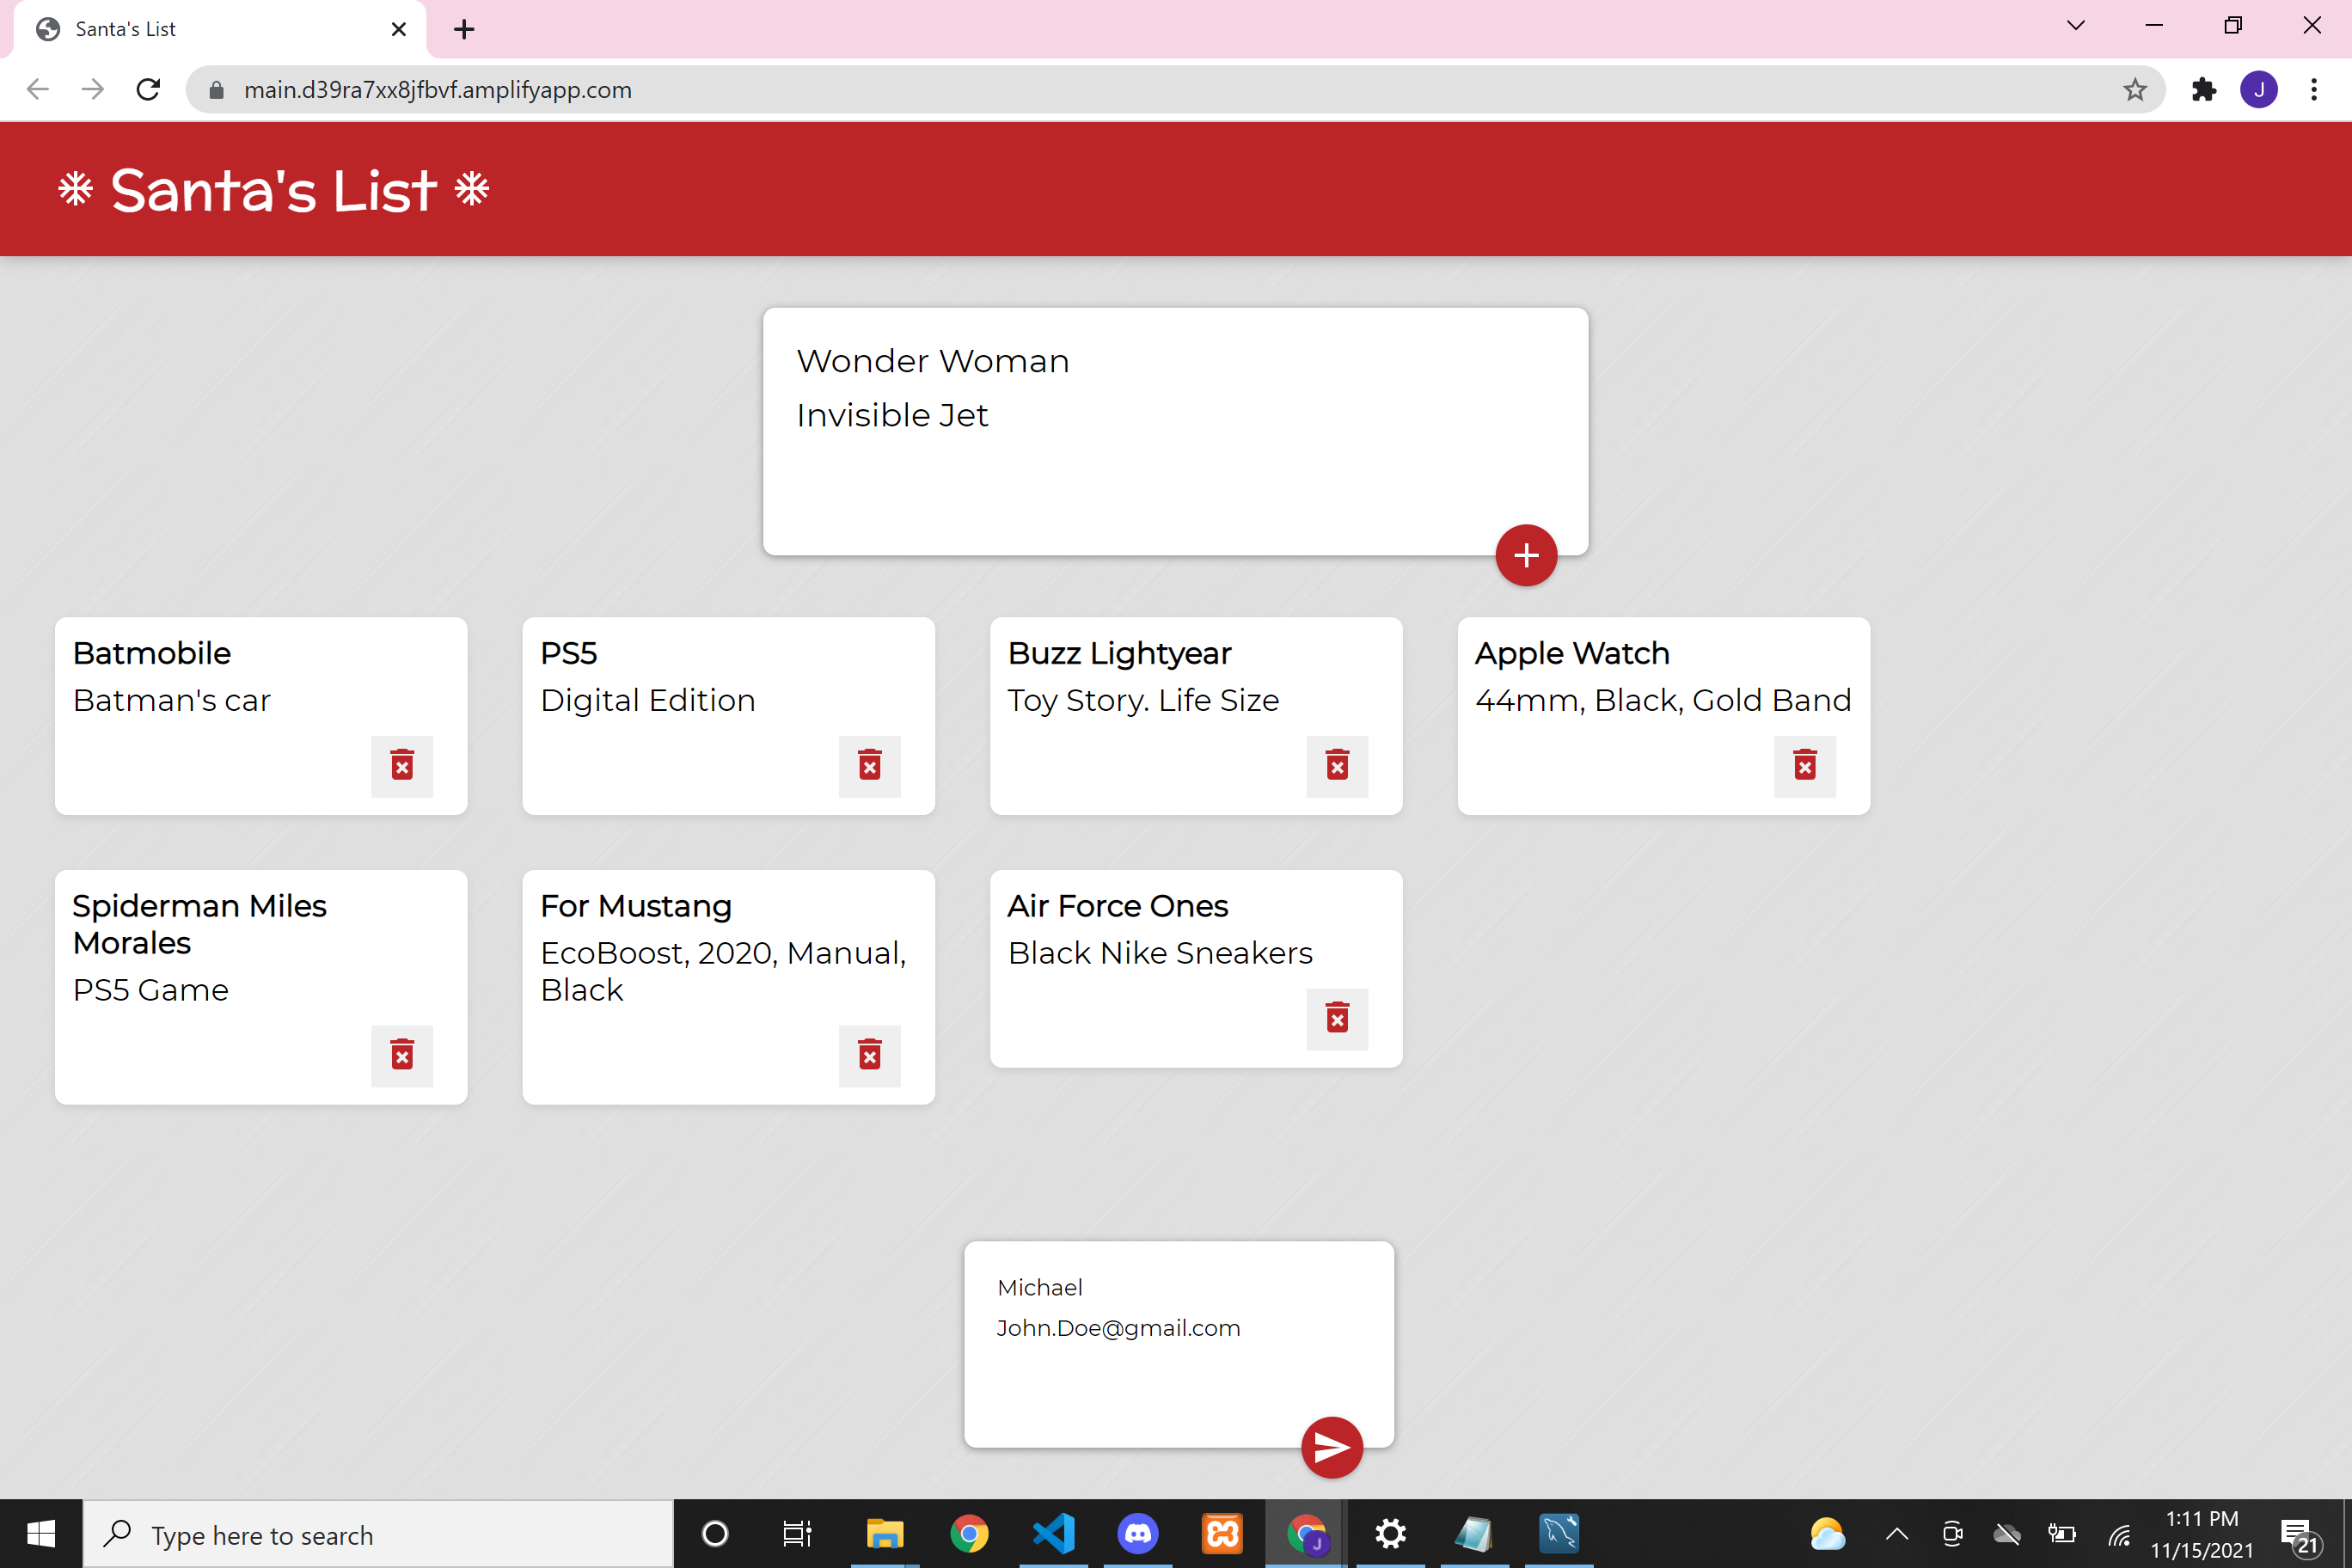 Santa's List
main.d39ra7xx8jfbvf.amplifyapp.com
J
Santa's List
Wonder Woman
Invisible Jet
Batmobile
Batman's car
PS5
Digital Edition
Buzz Lightyear
Toy Story. Life Size
Apple Watch
44mm, Black, Gold Band
Spiderman Miles
Morales
PS5 Game
For Mustang
EcoBoost, 2020, Manual,
Black
Air Force Ones
Black Nike Sneakers
Michael
John.Doe@gmail.com
Type here to search
J
1:11 PM
11/15/2021
21